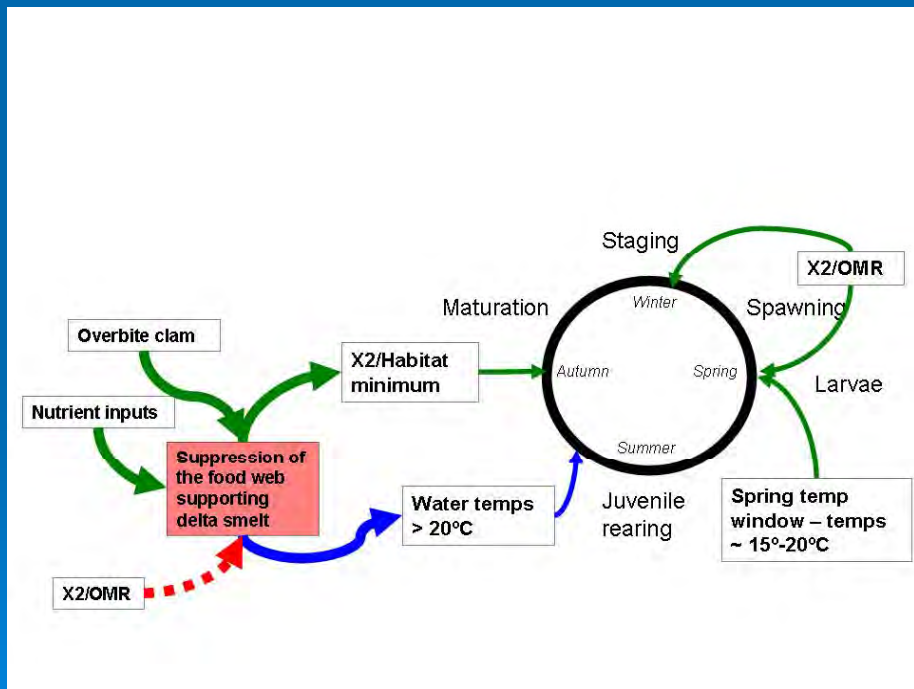 Staging
X2/OMR
Winter
Maturation
Spawning
Overbite clam
X2/Habitat
minimum
Autumn
Spring
Larvae
Nutrient inputs
Suppression of
the food web
supporting
delta smelt
Summer
Water temps
> 20ºC
Juvenile
rearing
Spring temp
window – temps
~ 15º-20ºC
X2/OMR